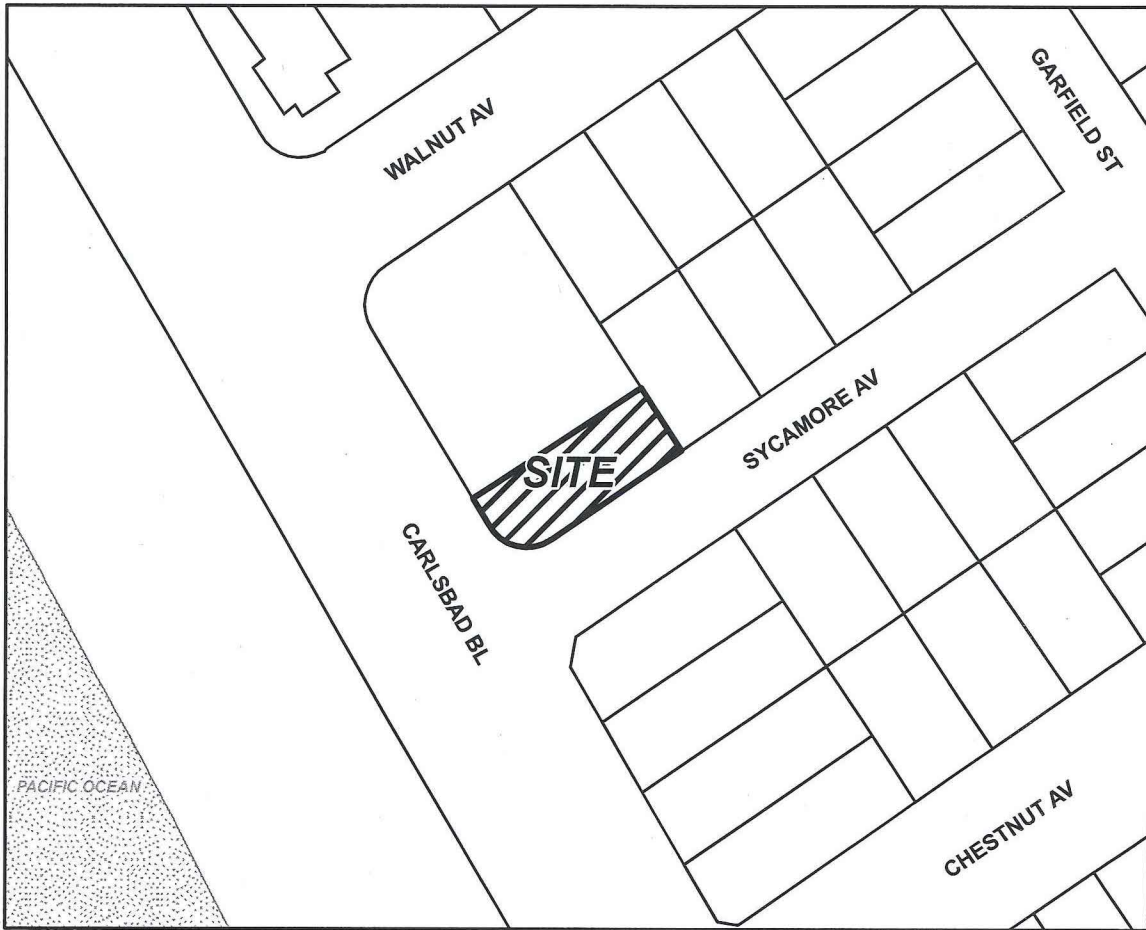 GARFIELD ST
WALNUT AV
SYCAMORE AV
SITE
CARLSBAD BL
PACIFIC OCEAN
CHESTNUT AV